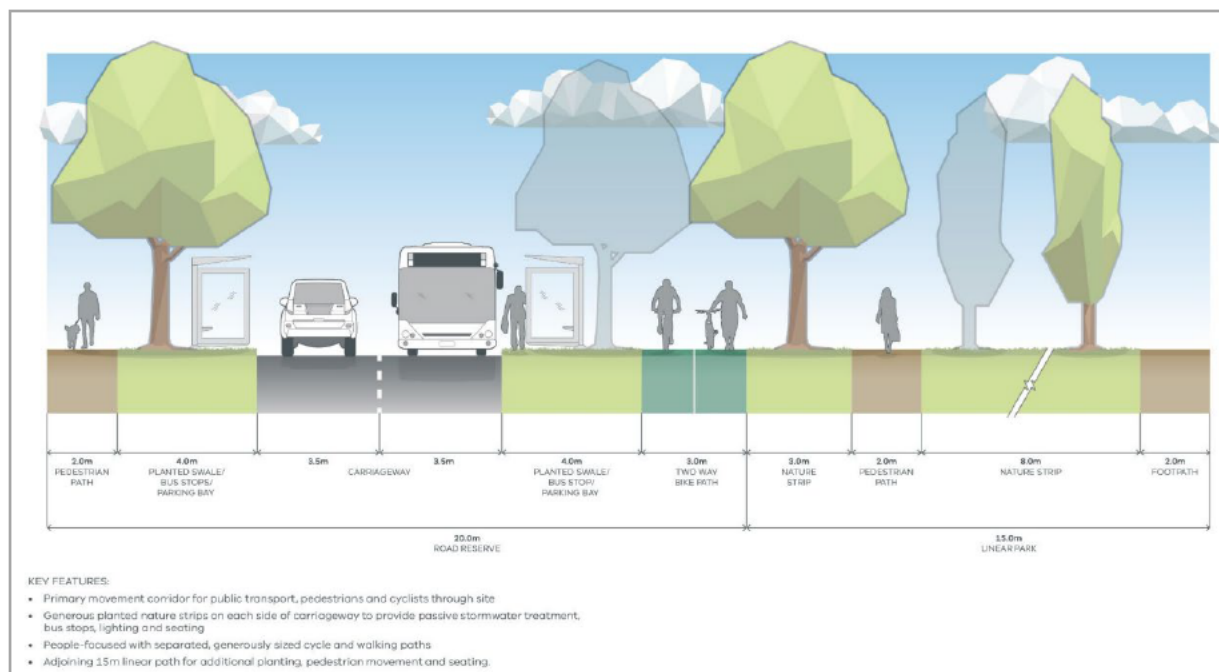 2.0m
PEDESTRIAN
PATH
4.0m
PLANTED SWALE/
BUS STOPS/
PARKING BAY
3.5m
CARRIAGEWAY
3.5m
4.0m
PLANTED SWALE/
BUS STOP/
PARKING BAY
3.0m
TWO WAY
BIKE PATH
3.0m
NATURE
STRIP
2.0m
PEDESTRIAN
PATH
8.0m
NATURE STRIP
2.0m
FOOTPATH
20.0m
ROAD RESERVE
15.0m
LINEAR PARK
KEY FEATURES:
• Primary movement corridor for public transport, pedestrians and cyclists through site
• Generous planted nature strips on each side of carriageway to provide passive stormwater treatment,
bus stops, lighting and seating
• People-focused with separated, generously sized cycle and walking paths
• Adjoining 15m linear path for additional planting, pedestrian movement and seating.